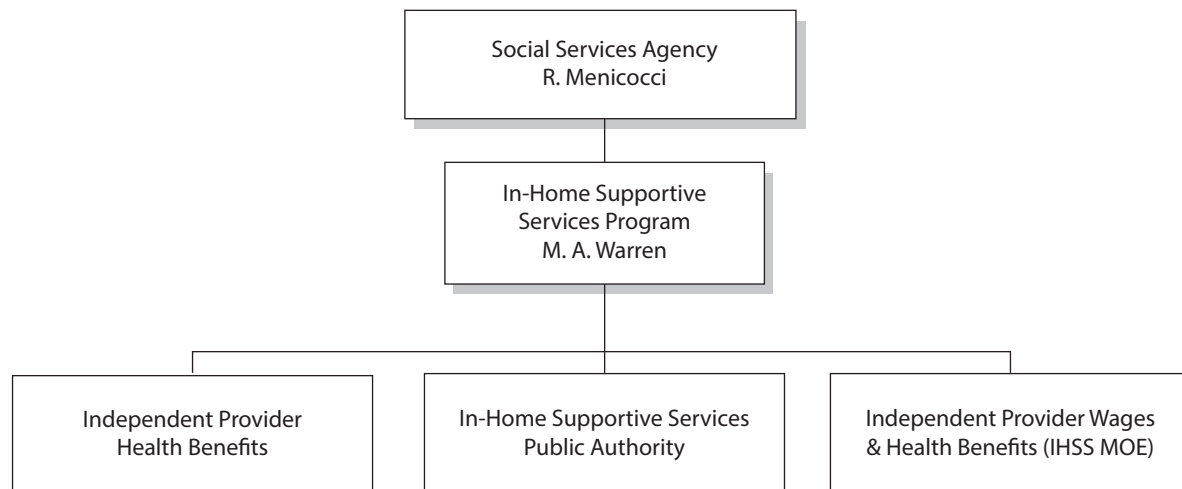 Social Services Agency
R. Menicocci
In-Home Supportive
Services Program
M. A. Warren
Independent Provider
Health Benefits
In-Home Supportive Services
Public Authority
Independent Provider Wages
& Health Benefits (IHSS MOE)